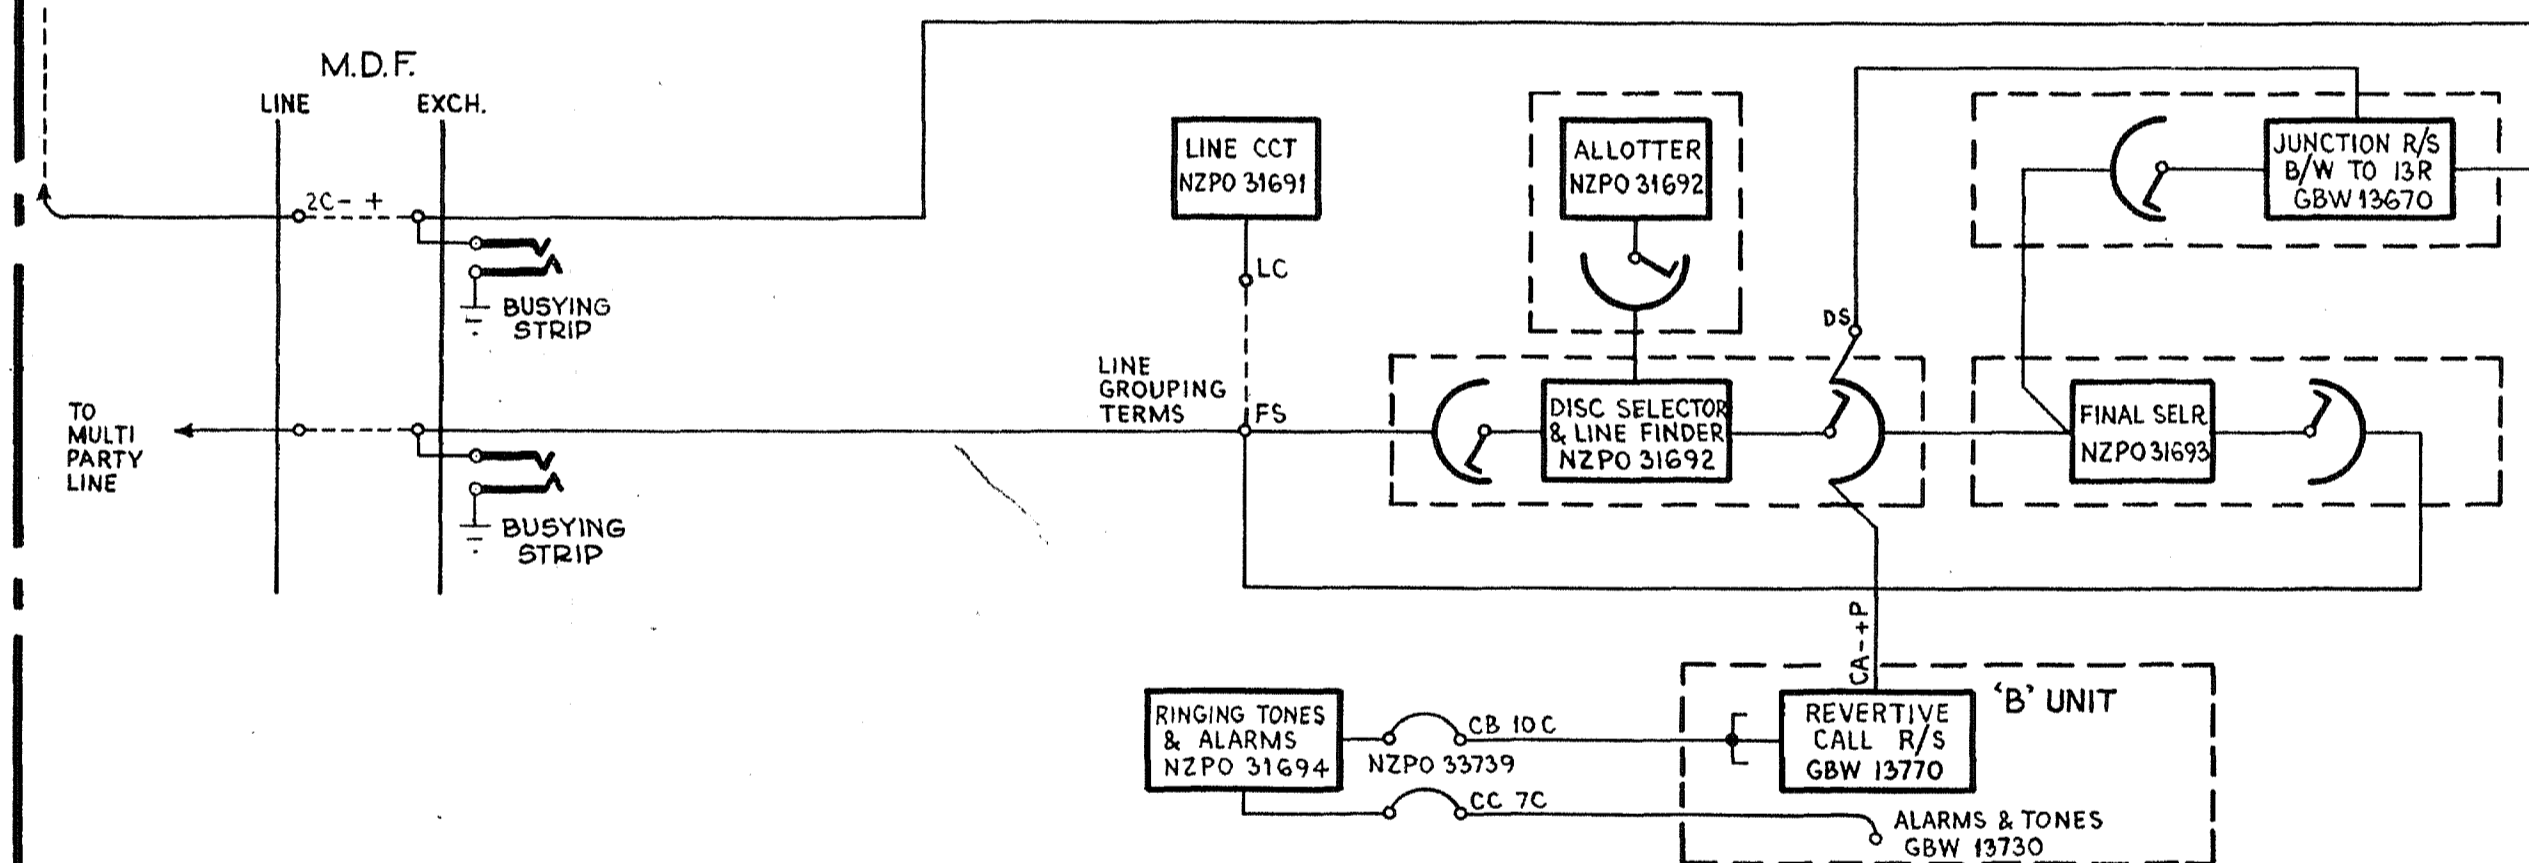 M.D.F.
LINE
EXCH.
2C- +
BUSYING
STRIP
TO
MULTI
PARTY
LINE
BUSYING
STRIP
LINE
GROUPING
TERMS
LINE CCT
NZPO 31691
LC
FS
ALLOTTER
NZPO 31692
DISC SELECTOR
& LINE FINDER
NZPO 31692
DS
JUNCTION R/S
B/W TO 13R
GBW 13670
FINAL SELR
NZPO 31693
CA-+P
'B' UNIT
REVERTIVE
CALL R/S
GBW 13770
RINGING TONES
& ALARMS
NZPO 31694
CB 10C
NZPO 33739
CC 7C
ALARMS & TONES
GBW 13730